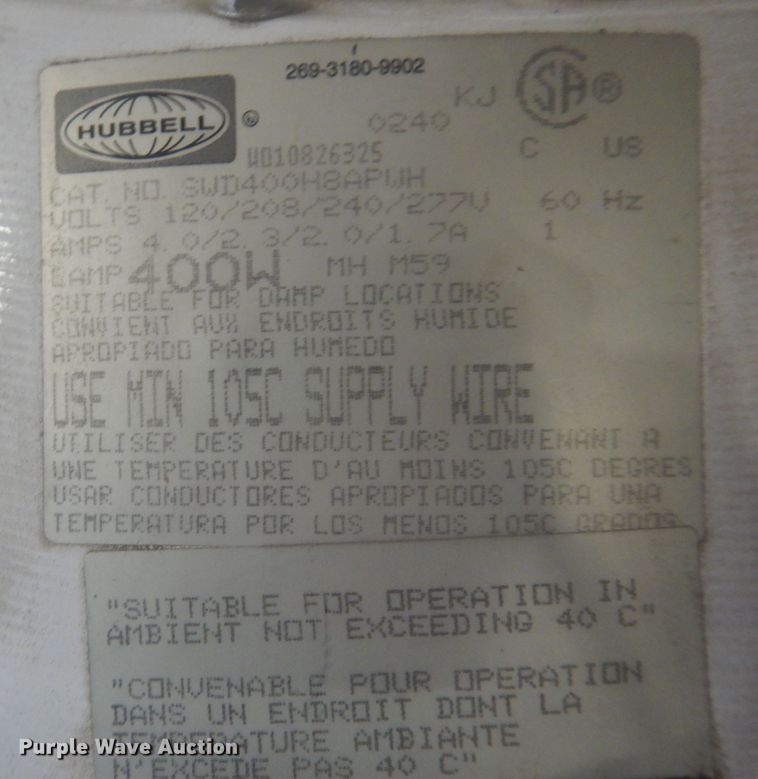 269-3180-9902
HUBBELL ®
KJ SA ®
0240
W010826325 C US
CAT. NO. SWD400H8APWH
VOLTS 120/208/240/277V 60 Hz
AMPS 4.0/2.3/2.0/1.7A 1
LAMP 400W MH M59
SUITABLE FOR DAMP LOCATIONS
CONVIENT AUX ENDROITS HUMIDE
APROPIADO PARA HUMEDO
USE MIN 105C SUPPLY WIRE
UTILISER DES CONDUCTEURS CONVENANT A
UNE TEMPERATURE D'AU MOINS 105C DEGRES
USAR CONDUCTORES APROPIADOS PARA UNA
TEMPERATURA POR LOS MENOS 105C GRADOS
"SUITABLE FOR OPERATION IN
AMBIENT NOT EXCEEDING 40 C"
"CONVENABLE POUR OPERATION
DANS UN ENDROIT DONT LA
TEMPERATURE AMBIANTE
N'EXCEDE PAS 40 C"
Purple Wave Auction